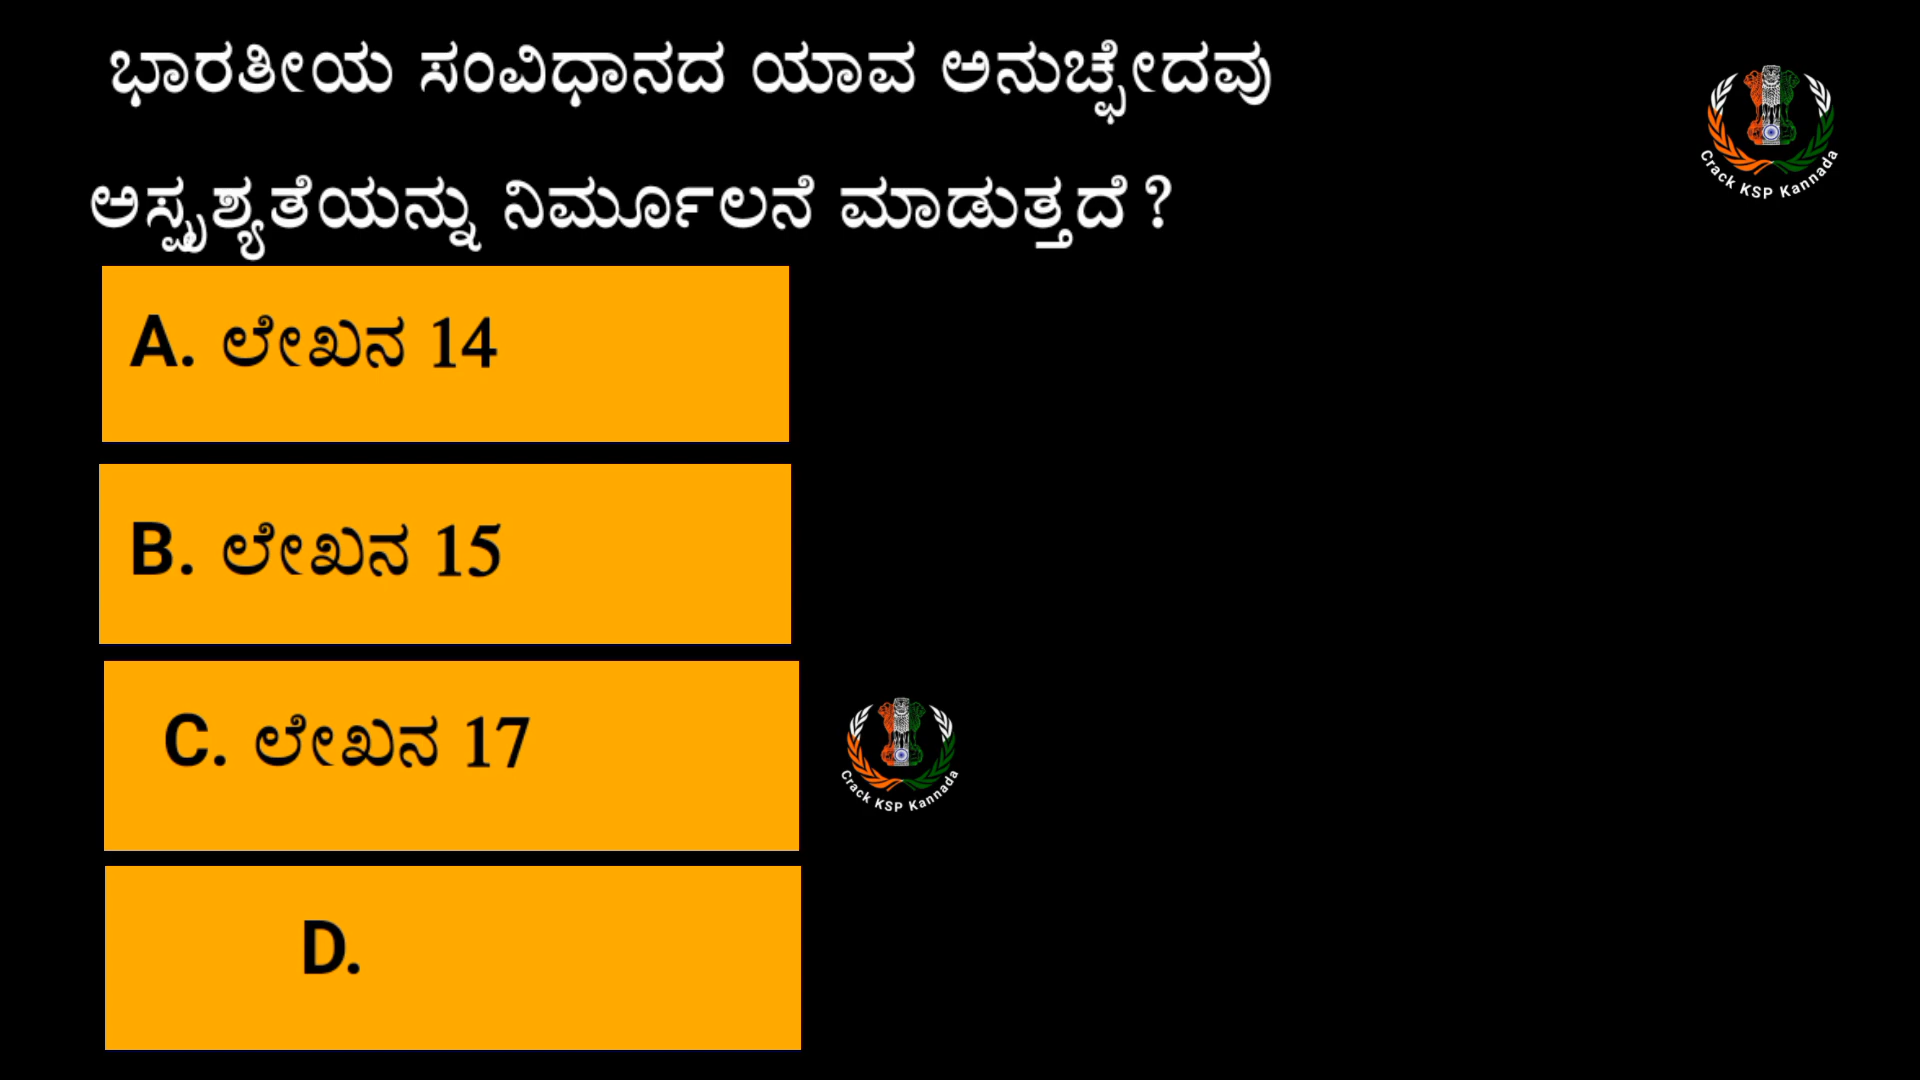 ಭಾರತೀಯ ಸಂವಿಧಾನದ ಯಾವ ಅನುಚ್ಛೇದವು
ಅಸ್ಪೃಶ್ಯತೆಯನ್ನು ನಿರ್ಮೂಲನೆ ಮಾಡುತ್ತದೆ?
Crack KSP Kannada
A. ಲೇಖನ 14
B. ಲೇಖನ 15
C. ಲೇಖನ 17
Crack KSP Kannada
D.